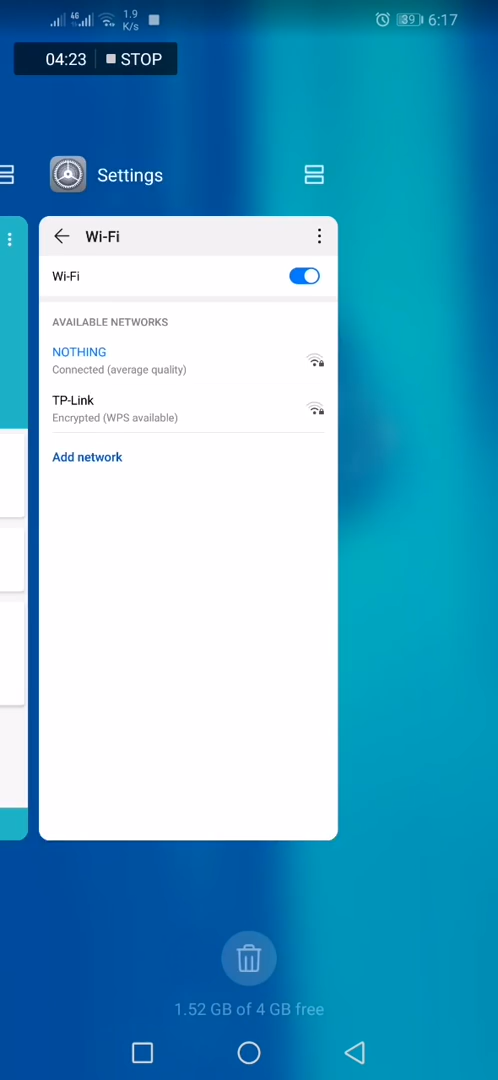 4G 1.9 K/s 39 6:17
04:23 STOP
Settings
Wi-Fi
Wi-Fi
AVAILABLE NETWORKS
NOTHING
Connected (average quality)
TP-Link
Encrypted (WPS available)
Add network
1.52 GB of 4 GB free